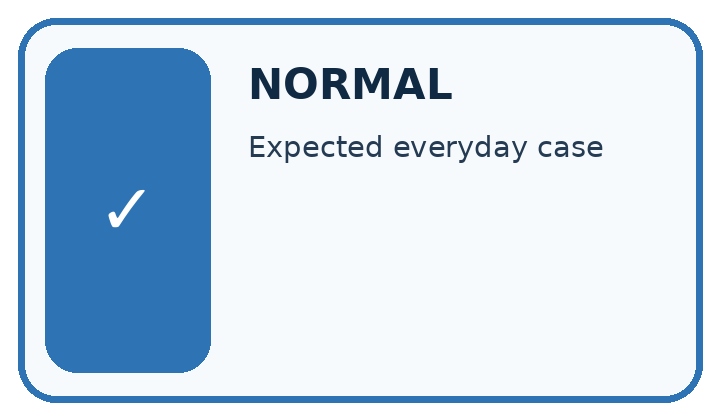 NORMAL
Expected everyday case
✓